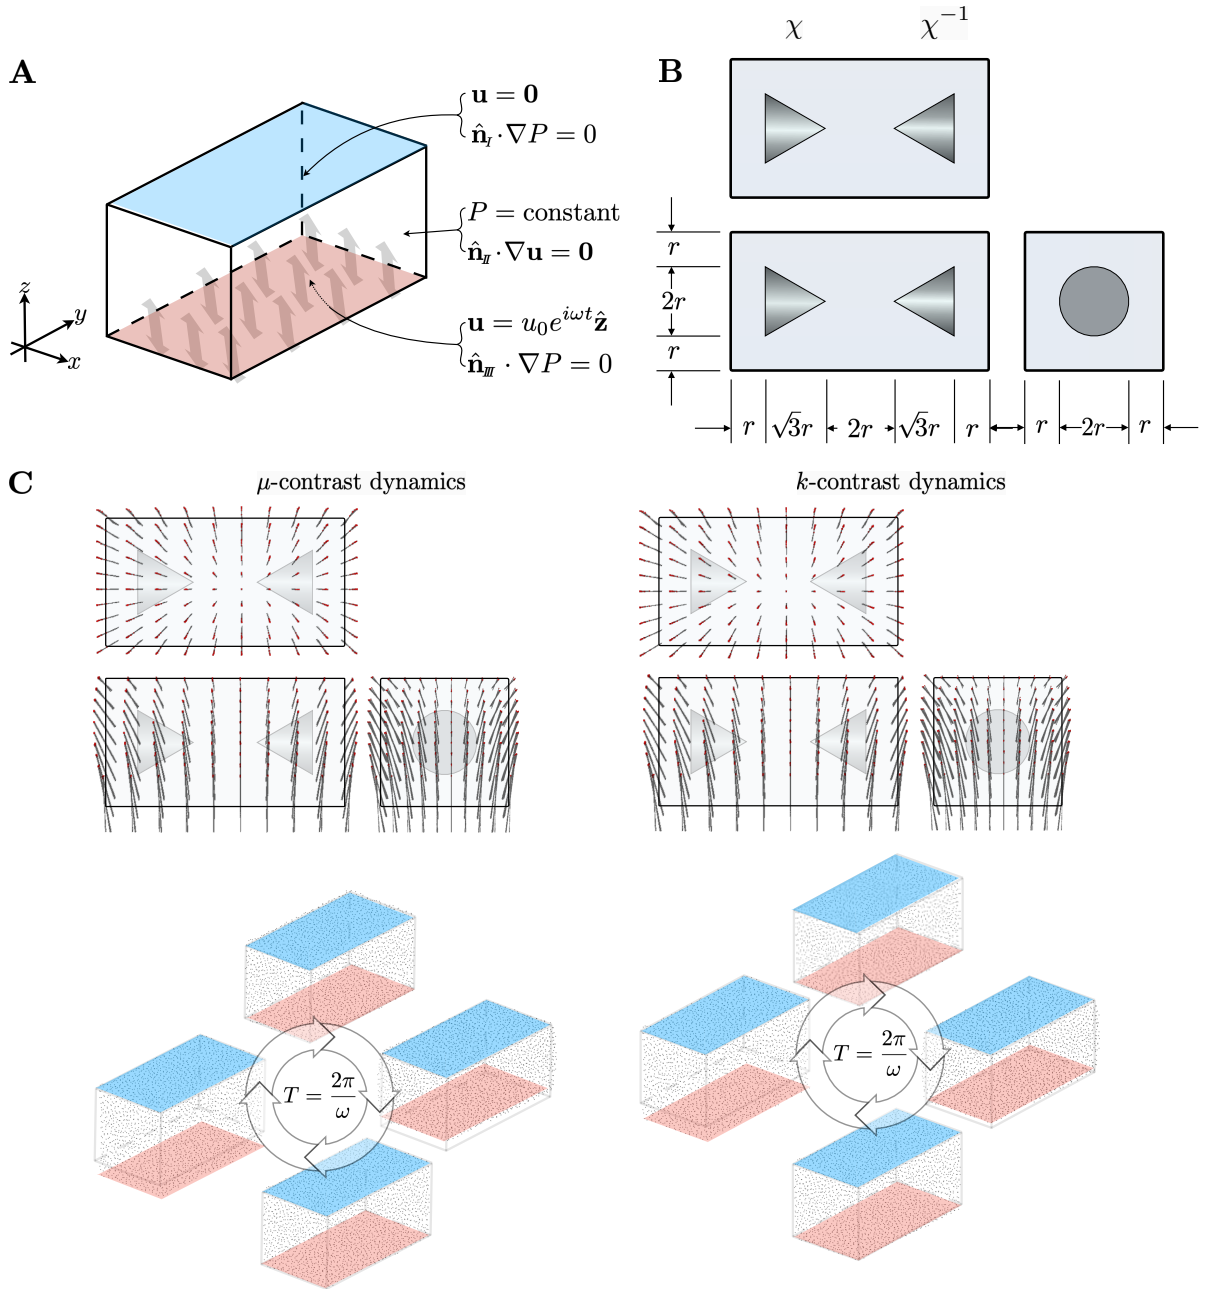 A
u = 0
n̂_I · ∇P = 0
P = constant
n̂_II · ∇u = 0
u = u₀e^{iωt}ẑ
n̂_III · ∇P = 0
z
y
x
B
χ
χ⁻¹
r
2r
r
r
√3r
2r
√3r
r
r
2r
r
C
μ-contrast dynamics
k-contrast dynamics
T = 2π/ω
T = 2π/ω